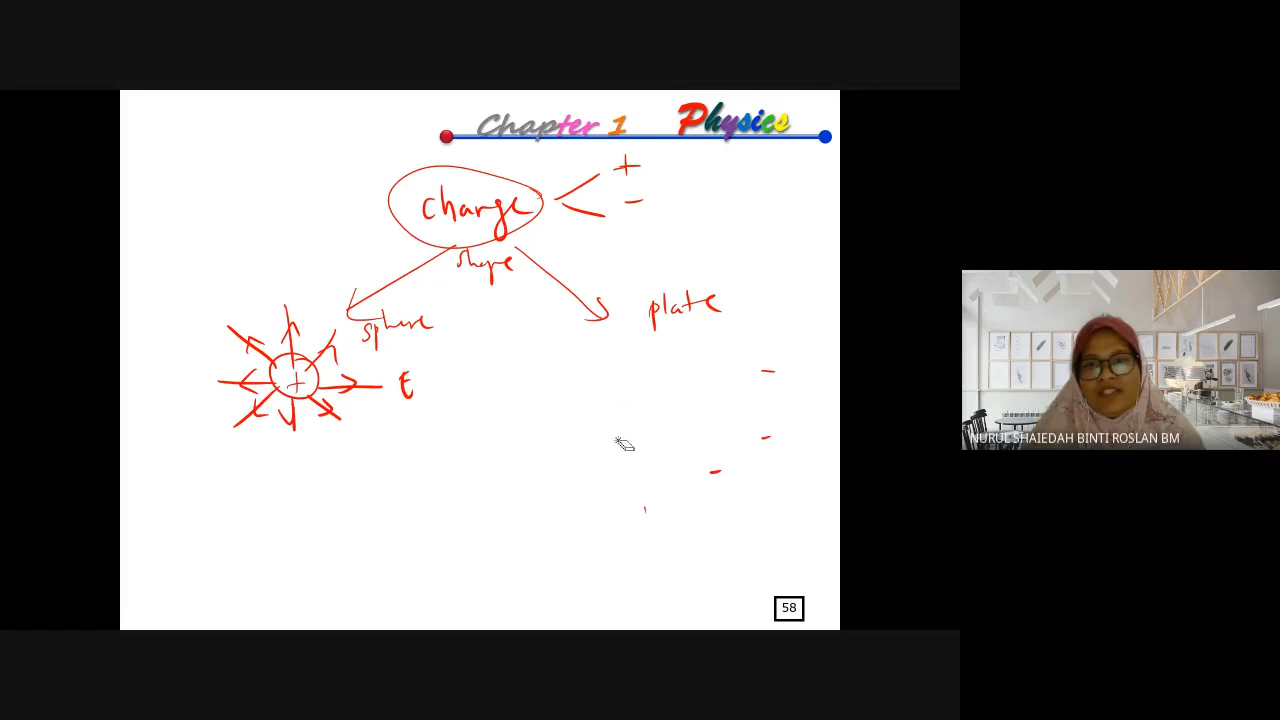 Chapter 1 Physics
+
charge
-
shape
plate
sphere
+
E
-
-
-
58
NURUL SHAIEDAH BINTI ROSLAN BM